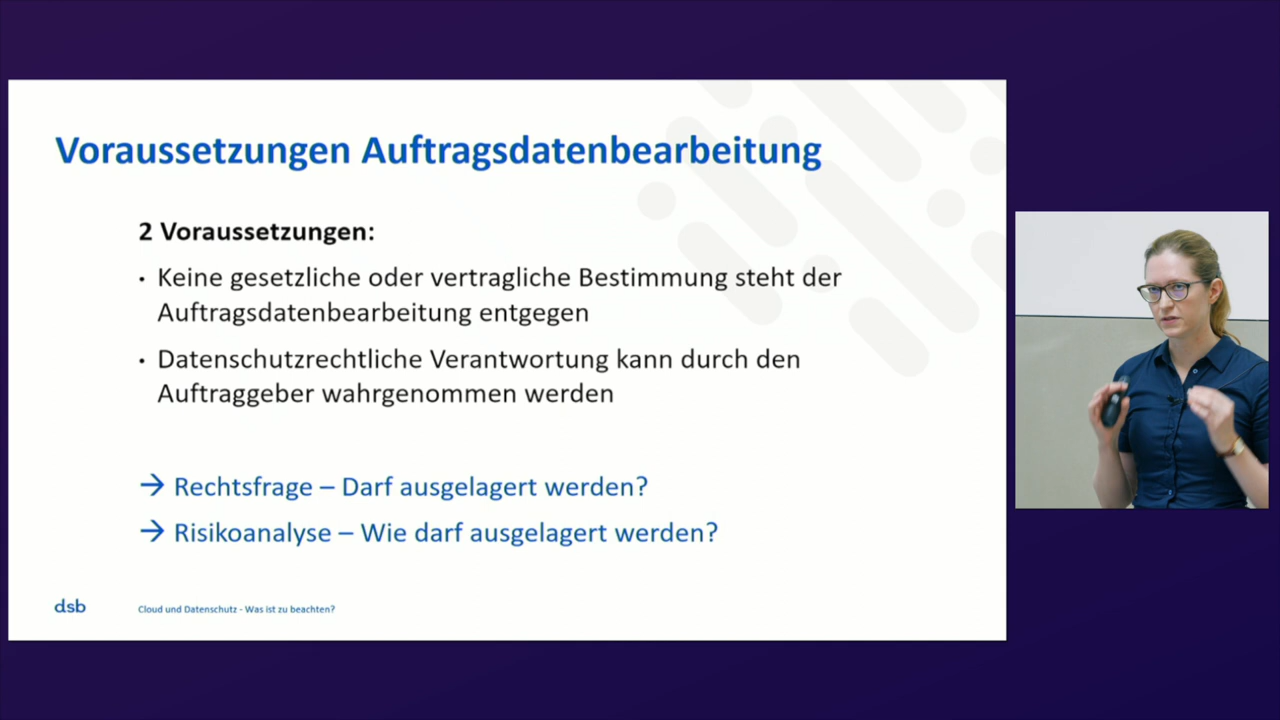 Voraussetzungen Auftragsdatenbearbeitung
2 Voraussetzungen:
• Keine gesetzliche oder vertragliche Bestimmung steht der
Auftragsdatenbearbeitung entgegen
• Datenschutzrechtliche Verantwortung kann durch den
Auftraggeber wahrgenommen werden
→ Rechtsfrage – Darf ausgelagert werden?
→ Risikoanalyse – Wie darf ausgelagert werden?
dsb
Cloud und Datenschutz - Was ist zu beachten?